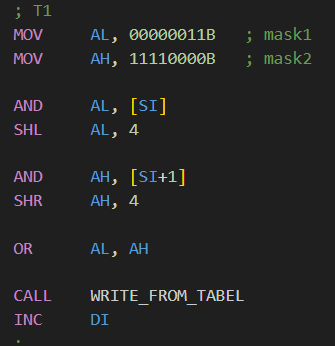 ; T1
MOV AL, 00000011B ; mask1
MOV AH, 11110000B ; mask2
AND AL, [SI]
SHL AL, 4
AND AH, [SI+1]
SHR AH, 4
OR AL, AH
CALL WRITE_FROM_TABEL
INC DI